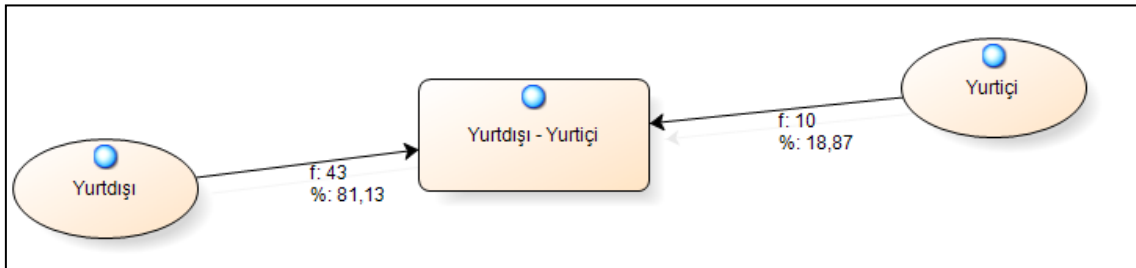 Yurtdışı
f: 43
%: 81,13
Yurtdışı - Yurtiçi
f: 10
%: 18,87
Yurtiçi